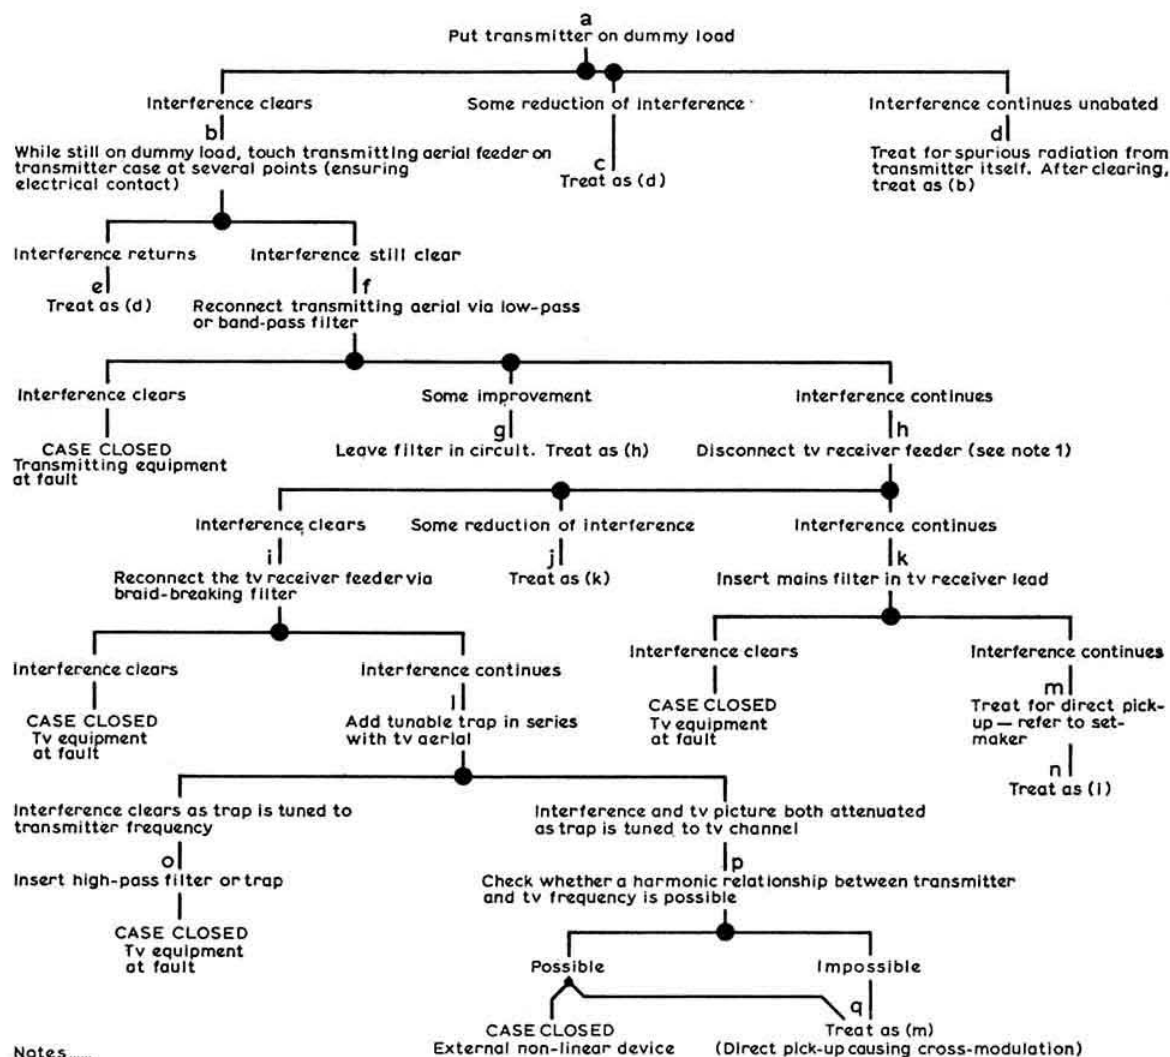 a
Put transmitter on dummy load
Interference clears
Some reduction of interference
Interference continues unabated
b
While still on dummy load, touch transmitting aerial feeder on
transmitter case at several points (ensuring
electrical contact)
c
Treat as (d)
d
Treat for spurious radiation from
transmitter itself. After clearing,
treat as (b)
Interference returns
Interference still clear
e
Treat as (d)
f
Reconnect transmitting aerial via low-pass
or band-pass filter
Interference clears
Some improvement
Interference continues
CASE CLOSED
Transmitting equipment
at fault
g
Leave filter in circuit. Treat as (h)
h
Disconnect tv receiver feeder (see note 1)
Interference clears
Some reduction of interference
Interference continues
i
Reconnect the tv receiver feeder via
braid-breaking filter
j
Treat as (k)
k
Insert mains filter in tv receiver lead
Interference clears
Interference continues
Interference clears
Interference continues
CASE CLOSED
Tv equipment
at fault
l
Add tunable trap in series
with tv aerial
CASE CLOSED
Tv equipment
at fault
m
Treat for direct pick-
up — refer to set-
maker
n
Treat as (i)
Interference clears as trap is tuned to
transmitter frequency
Interference and tv picture both attenuated
as trap is tuned to tv channel
o
Insert high-pass filter or trap
p
Check whether a harmonic relationship between transmitter
and tv frequency is possible
CASE CLOSED
Tv equipment
at fault
Possible
Impossible
q
CASE CLOSED
External non-linear device
Treat as (m)
(Direct pick-up causing cross-modulation)
Notes